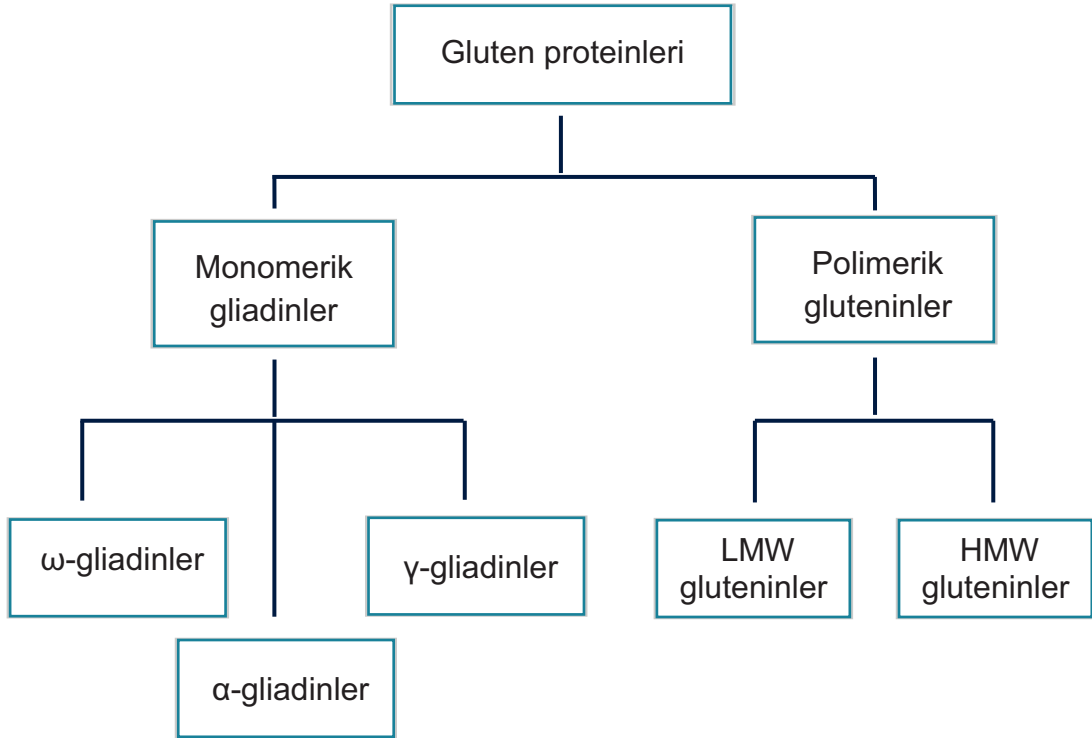 Gluten proteinleri
Monomerik
gliadinler
Polimerik
gluteninler
ω-gliadinler
γ-gliadinler
α-gliadinler
LMW
gluteninler
HMW
gluteninler